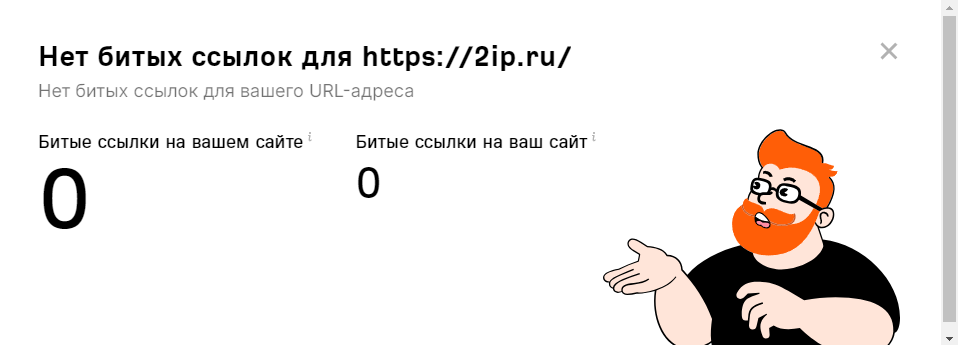 Нет битых ссылок для https://2ip.ru/
Нет битых ссылок для вашего URL-адреса
Битые ссылки на вашем сайте i
Битые ссылки на ваш сайт i
0
0